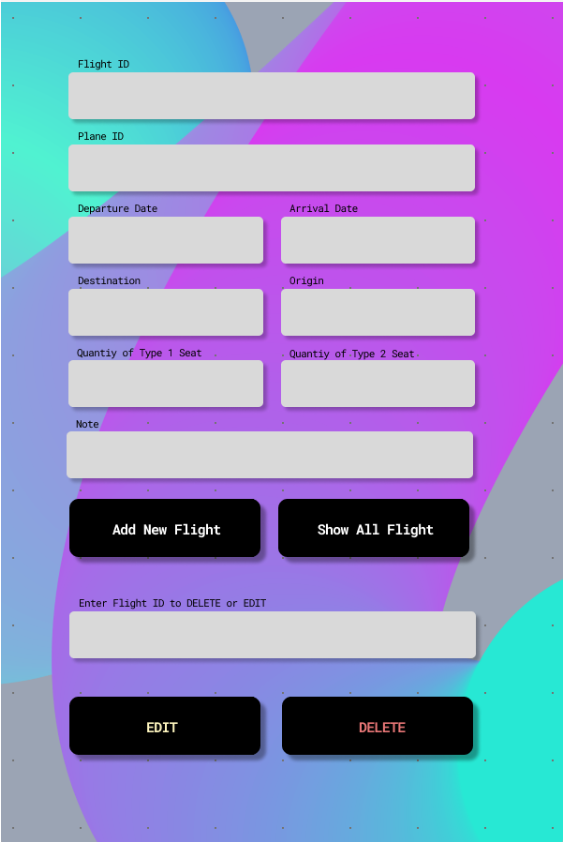 Flight ID
Plane ID
Departure Date
Arrival Date
Destination
Origin
Quantiy of Type 1 Seat
Quantiy of Type 2 Seat
Note
Add New Flight
Show All Flight
Enter Flight ID to DELETE or EDIT
EDIT
DELETE